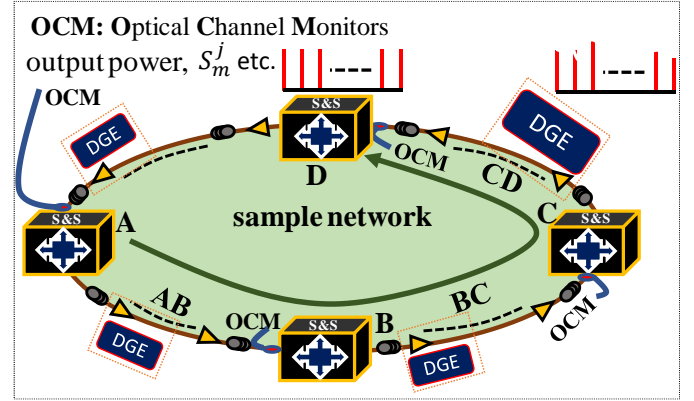 OCM: Optical Channel Monitors
output power, $S_m^j$ etc.
OCM
S&S
DGE
DGE
OCM
D
CD
S&S
A
sample network
C
S&S
AB
BC
OCM
S&S
B
OCM
DGE
DGE